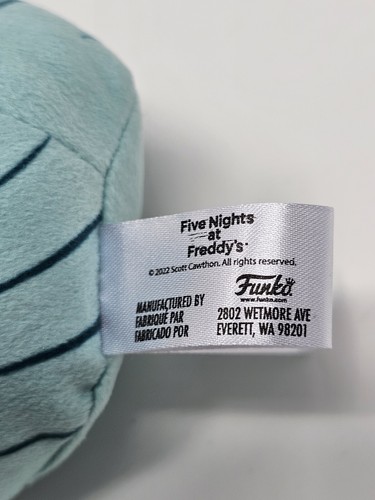 Five Nights
at
Freddy's
© 2022 Scott Cawthon. All rights reserved.
Funko
www.funko.com
MANUFACTURED BY
FABRIQUÉ PAR
FABRICADO POR
2802 WETMORE AVE
EVERETT, WA 98201